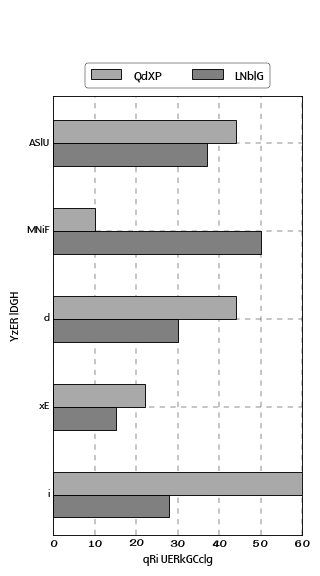 QdXP LNblG
ASlU
MNiF
d
xE
i
YzER lDGH
0 10 20 30 40 50 60
qRi UERkGCclg